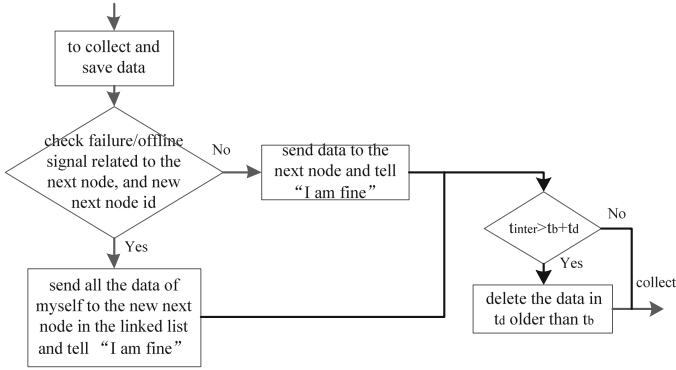 to collect and
save data
check failure/offline
signal related to the
next node, and new
next node id
No
send data to the
next node and tell
“I am fine”
Yes
send all the data of
myself to the new next
node in the linked list
and tell “I am fine”
tinter>tb+td
No
Yes
collect
delete the data in
td older than tb